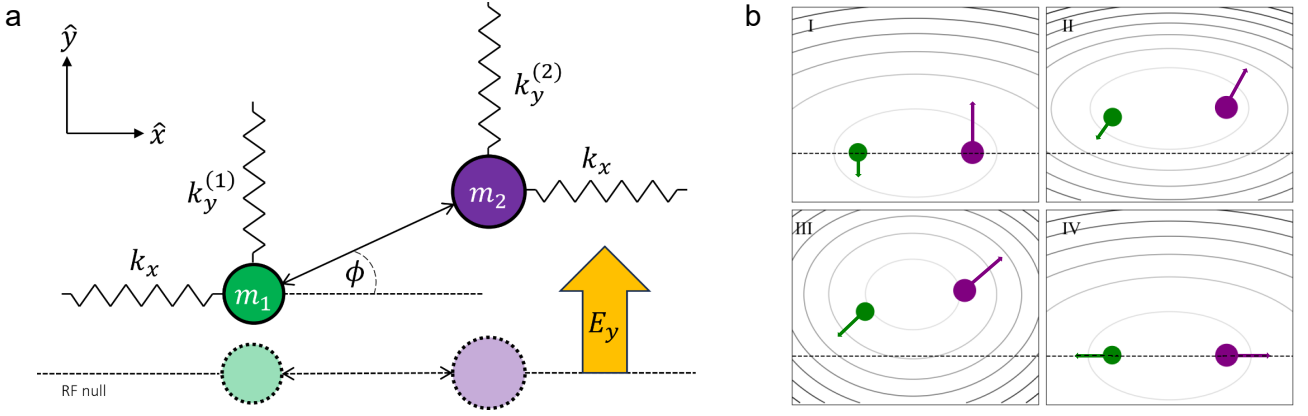 a
ŷ
x̂
k_y^(1)
k_y^(2)
k_x
m_2
k_x
ϕ
m_1
E_y
RF null
b
I
II
III
IV